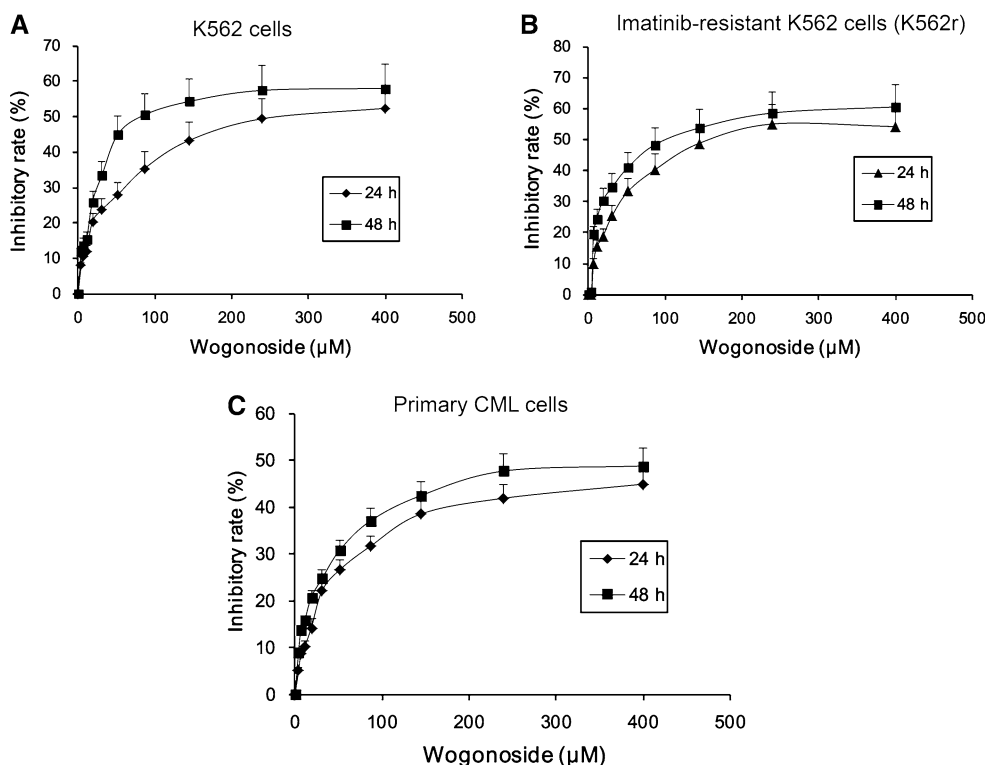 A
K562 cells
70
60
50
40
30
20
10
0
Inhibitory rate (%)
24 h
48 h
0 100 200 300 400 500
Wogonoside (μM)
B
Imatinib-resistant K562 cells (K562r)
80
70
60
50
40
30
20
10
0
Inhibitory rate (%)
24 h
48 h
0 100 200 300 400 500
Wogonoside (μM)
C
Primary CML cells
60
50
40
30
20
10
0
Inhibitory rate (%)
24 h
48 h
0 100 200 300 400 500
Wogonoside (μM)